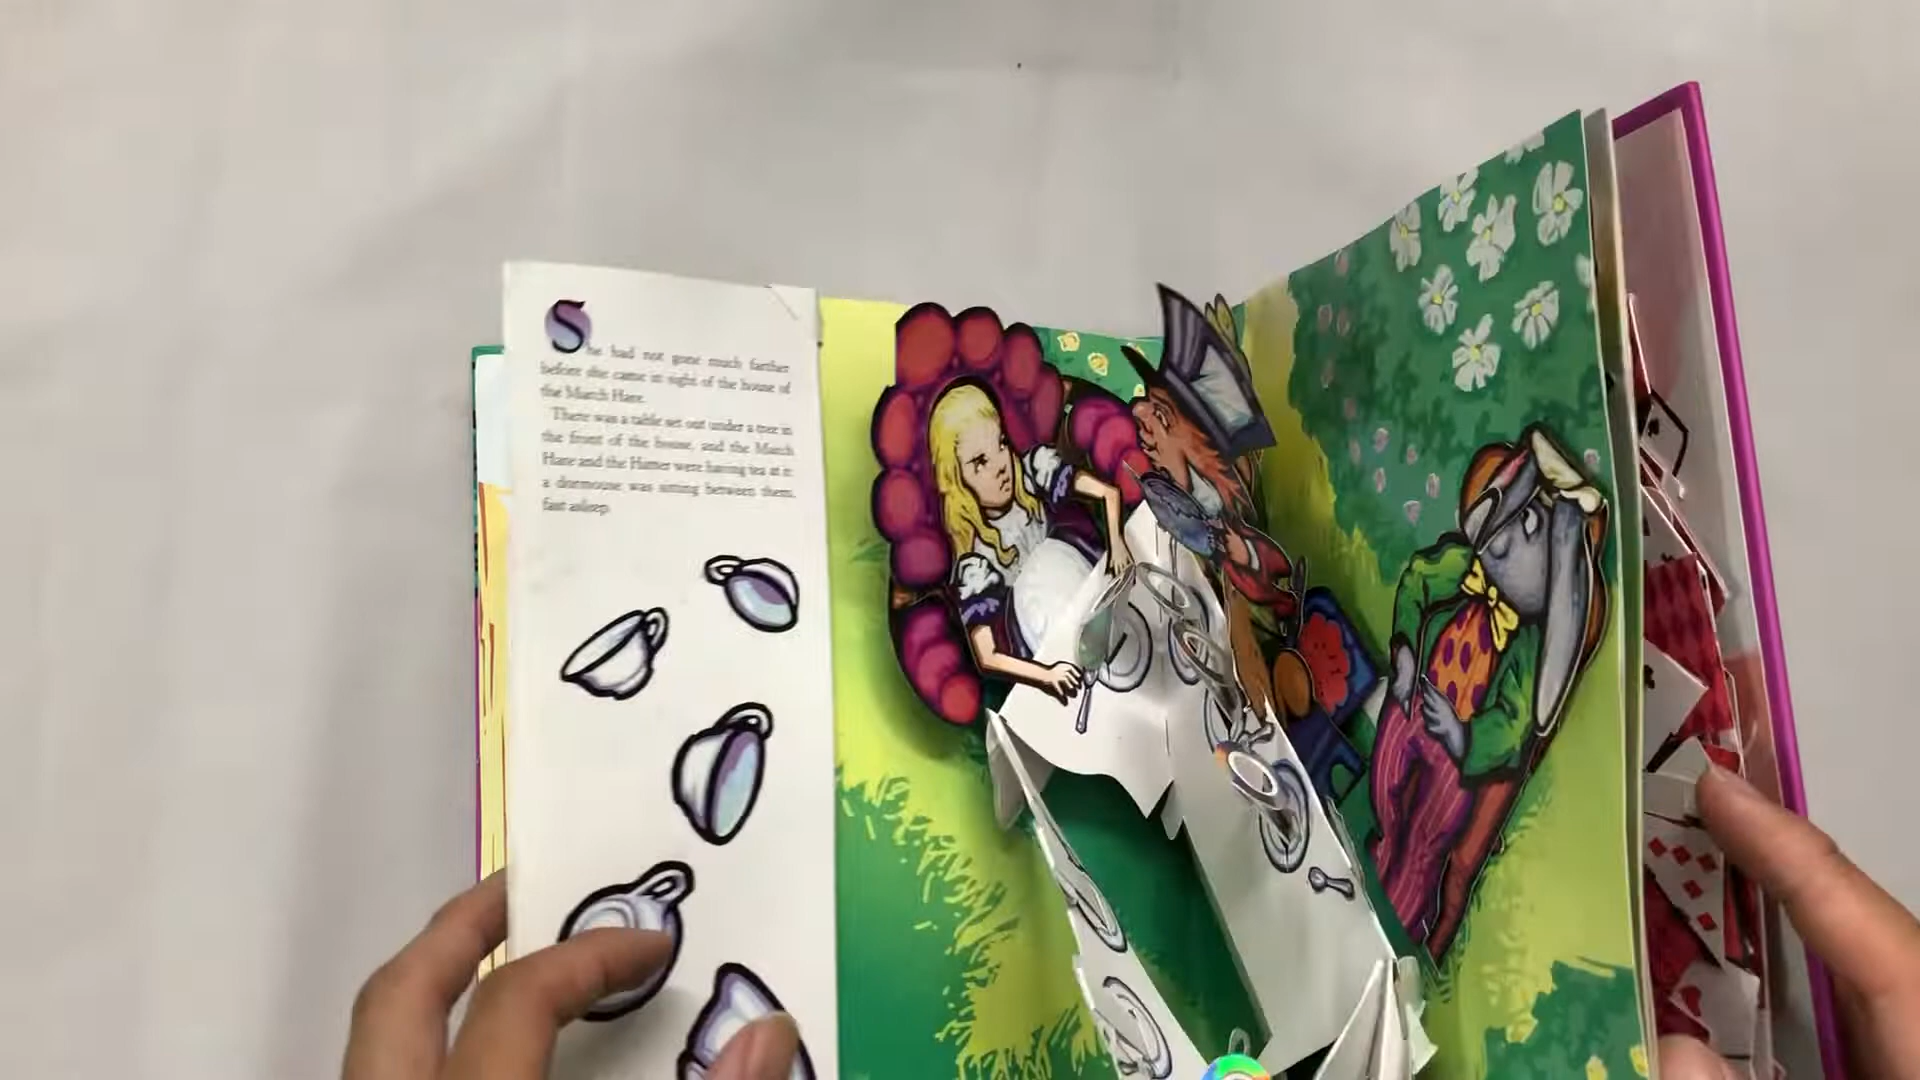 She had not gone much farther
before she came in sight of the house of
the March Hare.
There was a table set out under a tree in
the front of the house, and the March
Hare and the Hatter were having tea at it:
a dormouse was sitting between them,
fast asleep.